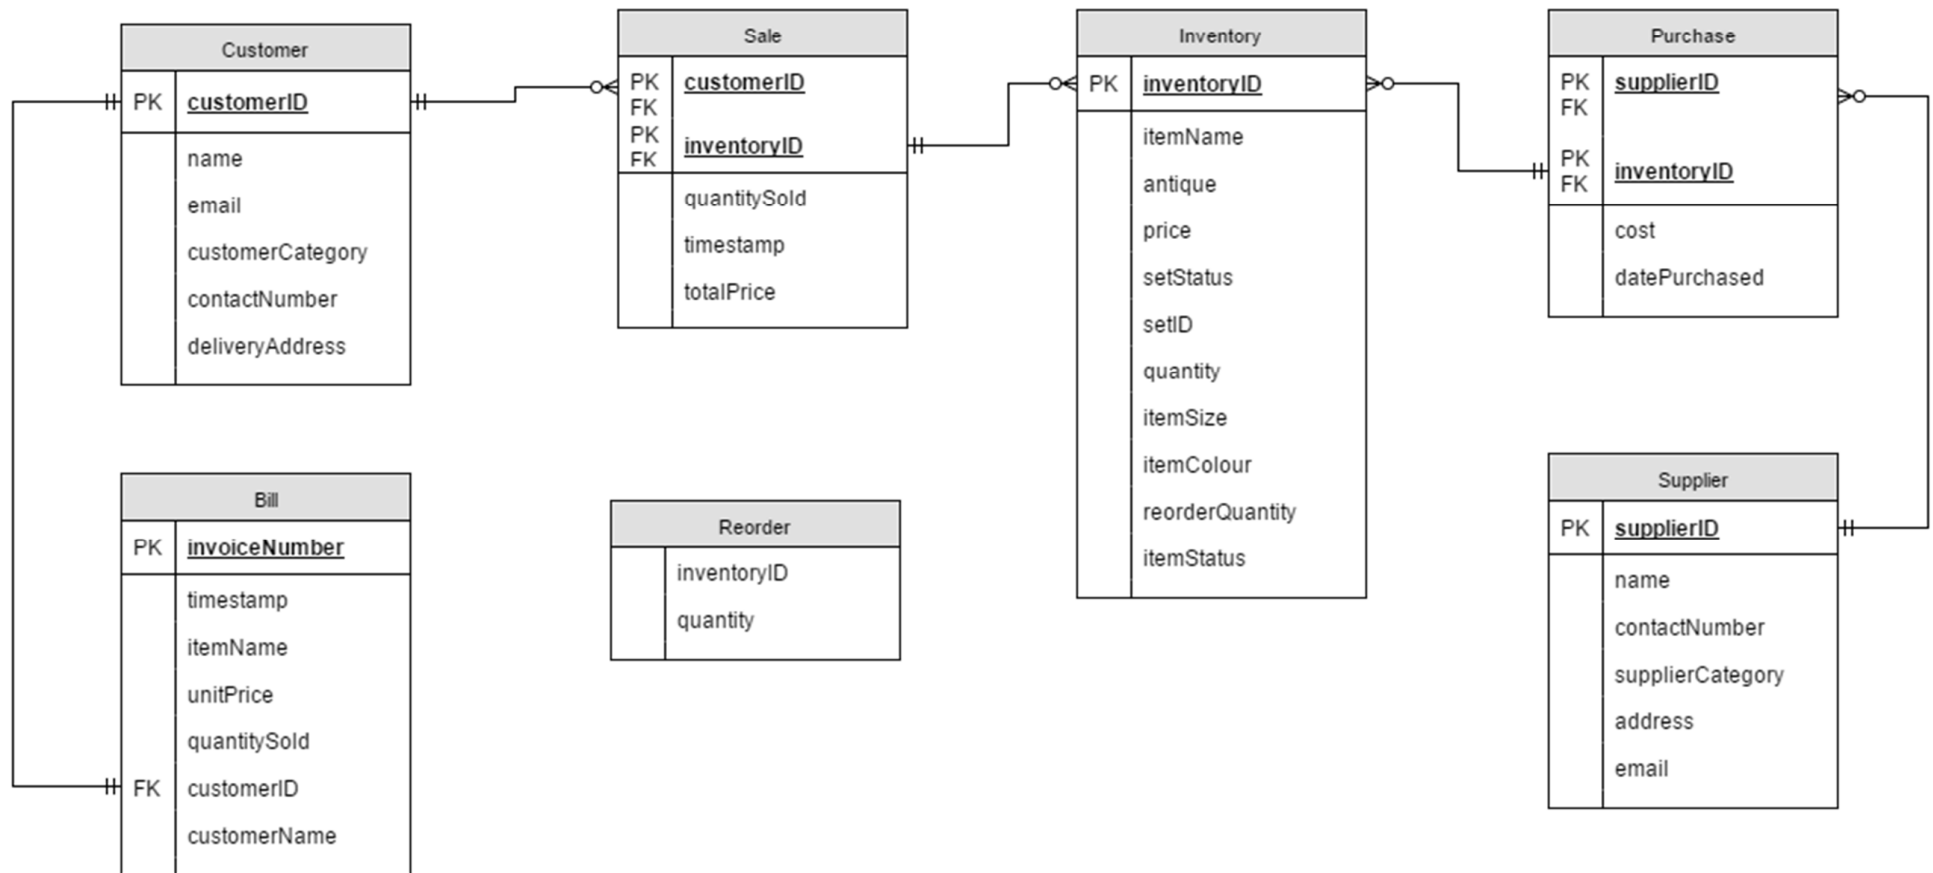 Customer
PK customerID
name
email
customerCategory
contactNumber
deliveryAddress
Sale
PK customerID
FK
PK
FK inventoryID
quantitySold
timestamp
totalPrice
Inventory
PK inventoryID
itemName
antique
price
setStatus
setID
quantity
itemSize
itemColour
reorderQuantity
itemStatus
Purchase
PK supplierID
FK
PK inventoryID
FK
cost
datePurchased
Bill
PK invoiceNumber
timestamp
itemName
unitPrice
quantitySold
FK customerID
customerName
Reorder
inventoryID
quantity
Supplier
PK supplierID
name
contactNumber
supplierCategory
address
email